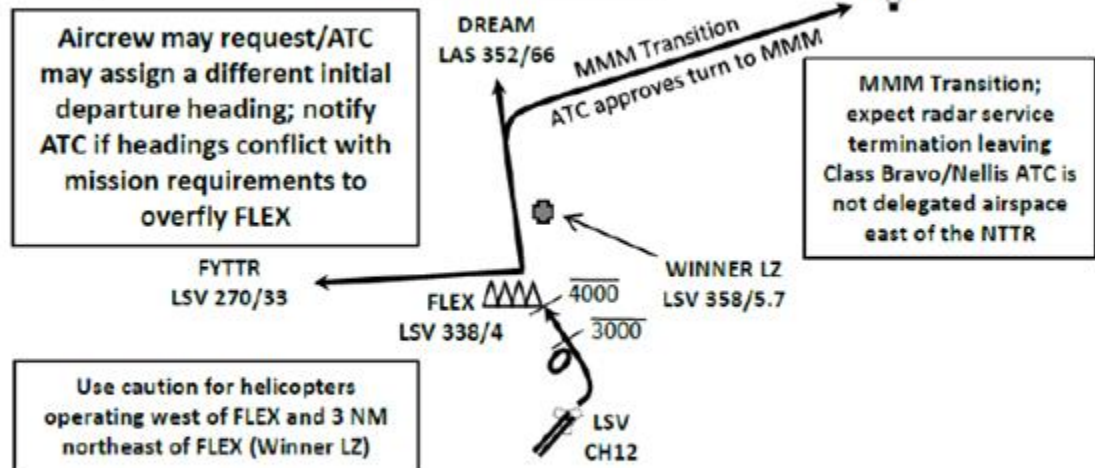 Aircrew may request/ATC
may assign a different initial
departure heading; notify
ATC if headings conflict with
mission requirements to
overfly FLEX
DREAM
LAS 352/66
MMM Transition
ATC approves turn to MMM
MMM Transition;
expect radar service
termination leaving
Class Bravo/Nellis ATC is
not delegated airspace
east of the NTTR
FYTTR
LSV 270/33
FLEX
LSV 338/4
4000
3000
WINNER LZ
LSV 358/5.7
Use caution for helicopters
operating west of FLEX and 3 NM
northeast of FLEX (Winner LZ)
LSV
CH12